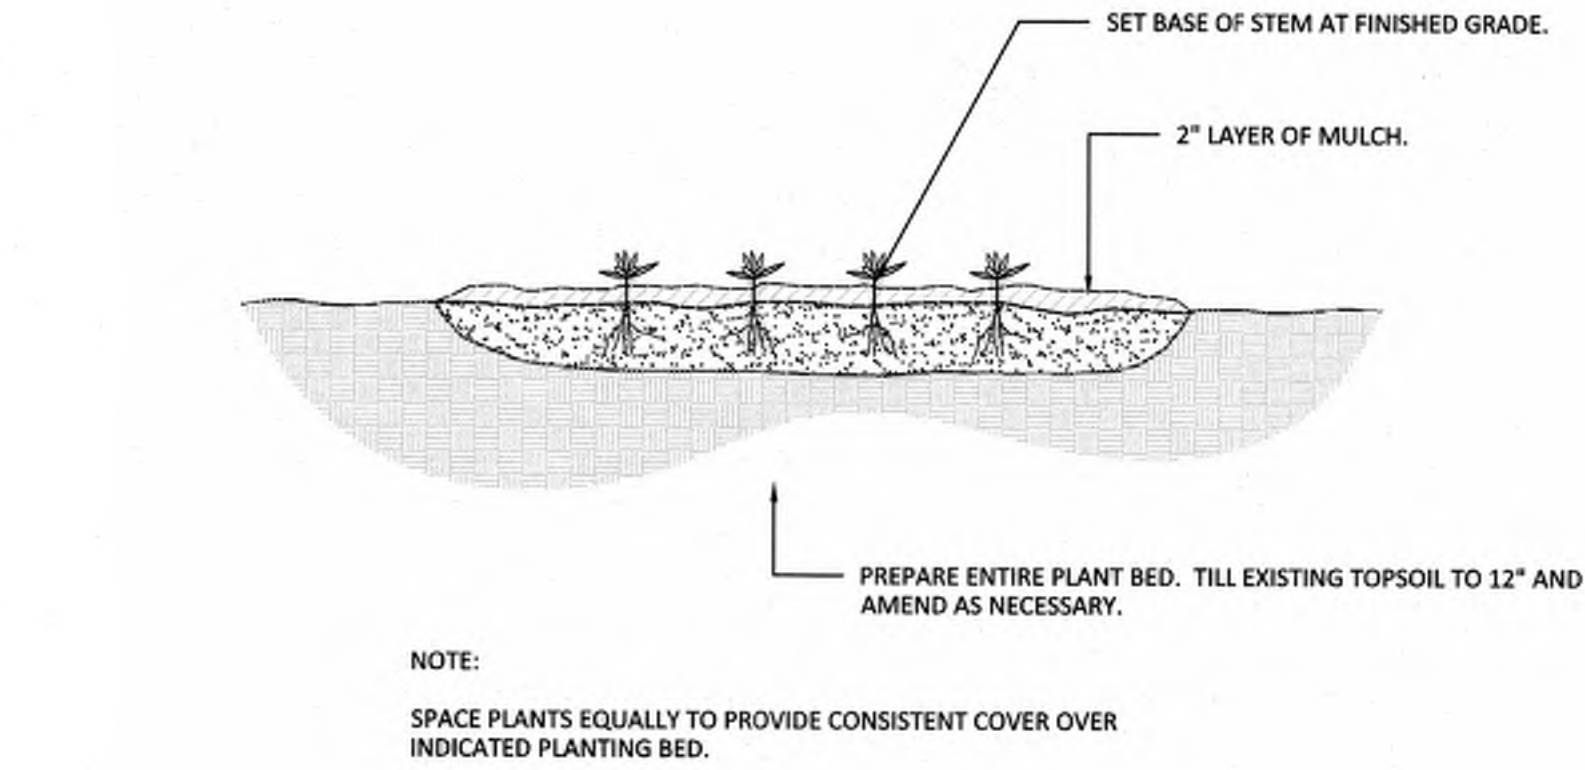 SET BASE OF STEM AT FINISHED GRADE.
2" LAYER OF MULCH.
PREPARE ENTIRE PLANT BED. TILL EXISTING TOPSOIL TO 12" AND
AMEND AS NECESSARY.
NOTE:
SPACE PLANTS EQUALLY TO PROVIDE CONSISTENT COVER OVER
INDICATED PLANTING BED.